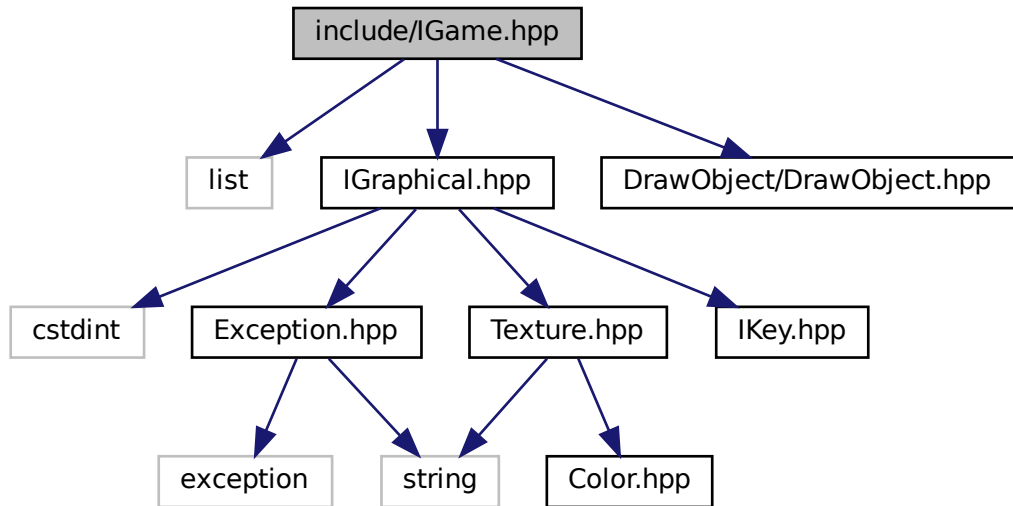 include/IGame.hpp
list
IGraphical.hpp
DrawObject/DrawObject.hpp
cstdint
Exception.hpp
Texture.hpp
IKey.hpp
exception
string
Color.hpp